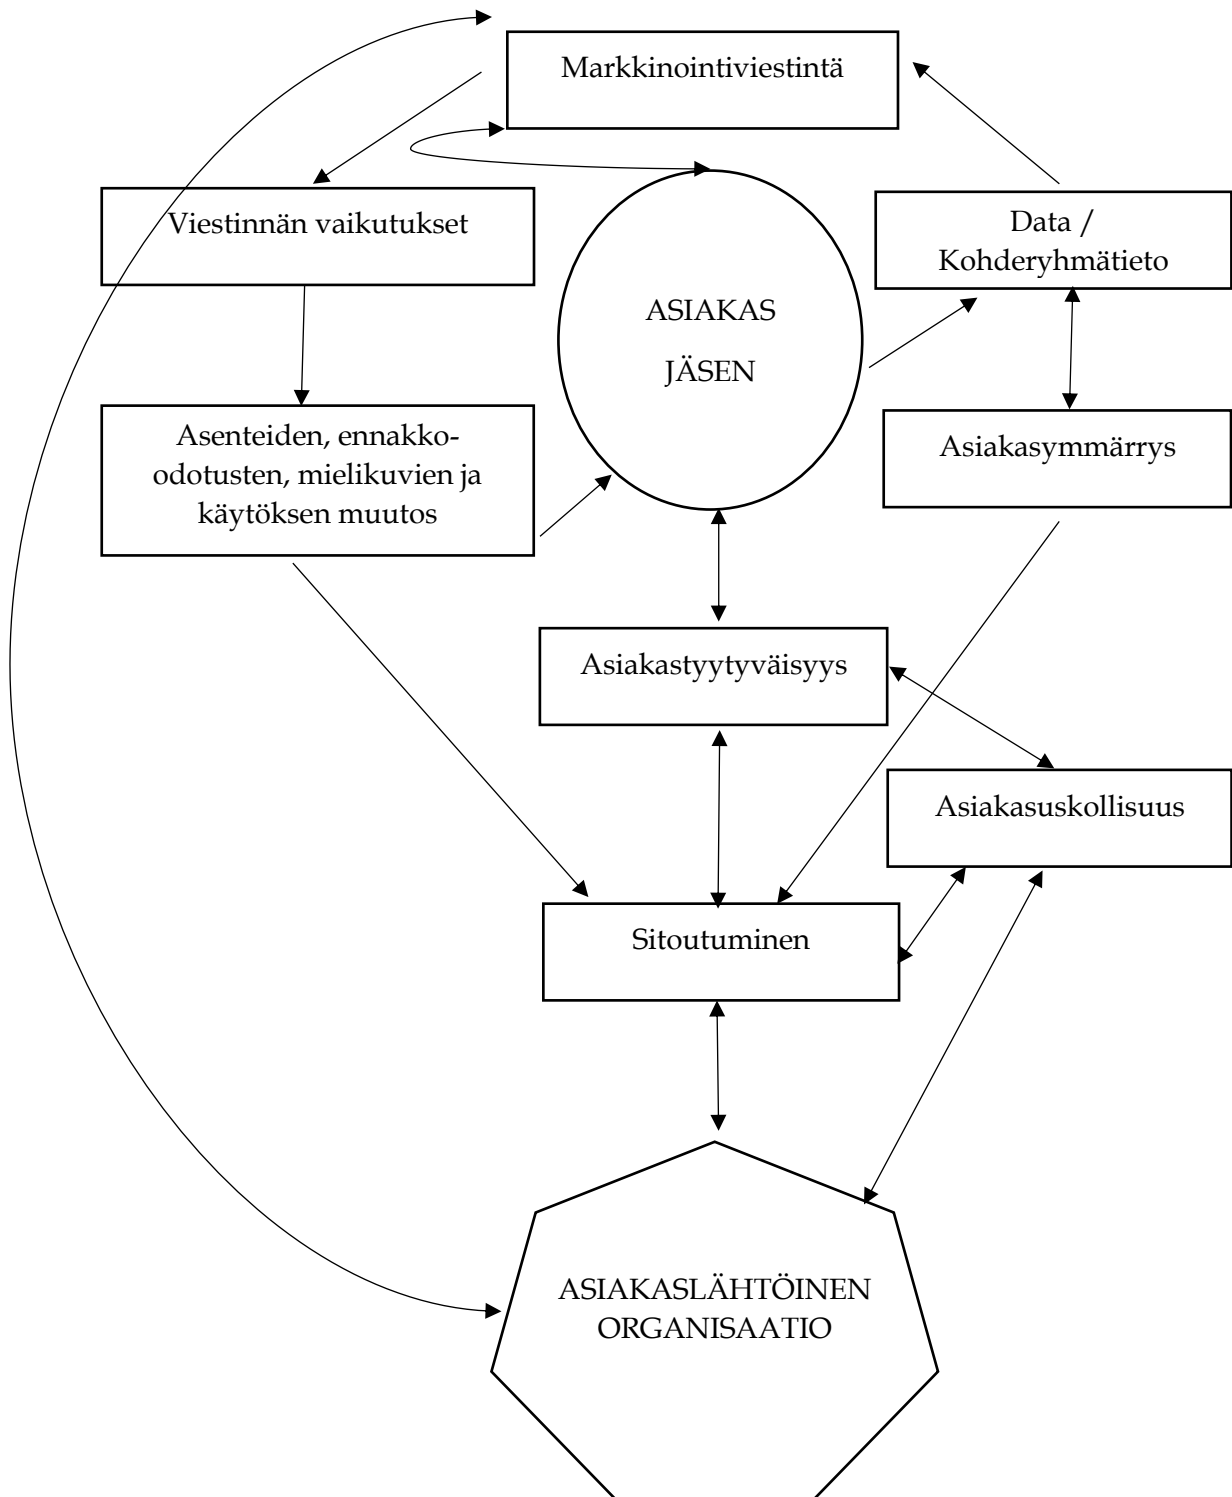 Markkinointiviestintä
Viestinnän vaikutukset
Data /
Kohderyhmätieto
ASIAKAS
JÄSEN
Asenteiden, ennakko-
odotusten, mielikuvien ja
käytöksen muutos
Asiakasymmärrys
Asiakastyytyväisyys
Asiakasuskollisuus
Sitoutuminen
ASIAKASLÄHTÖINEN
ORGANISAATIO